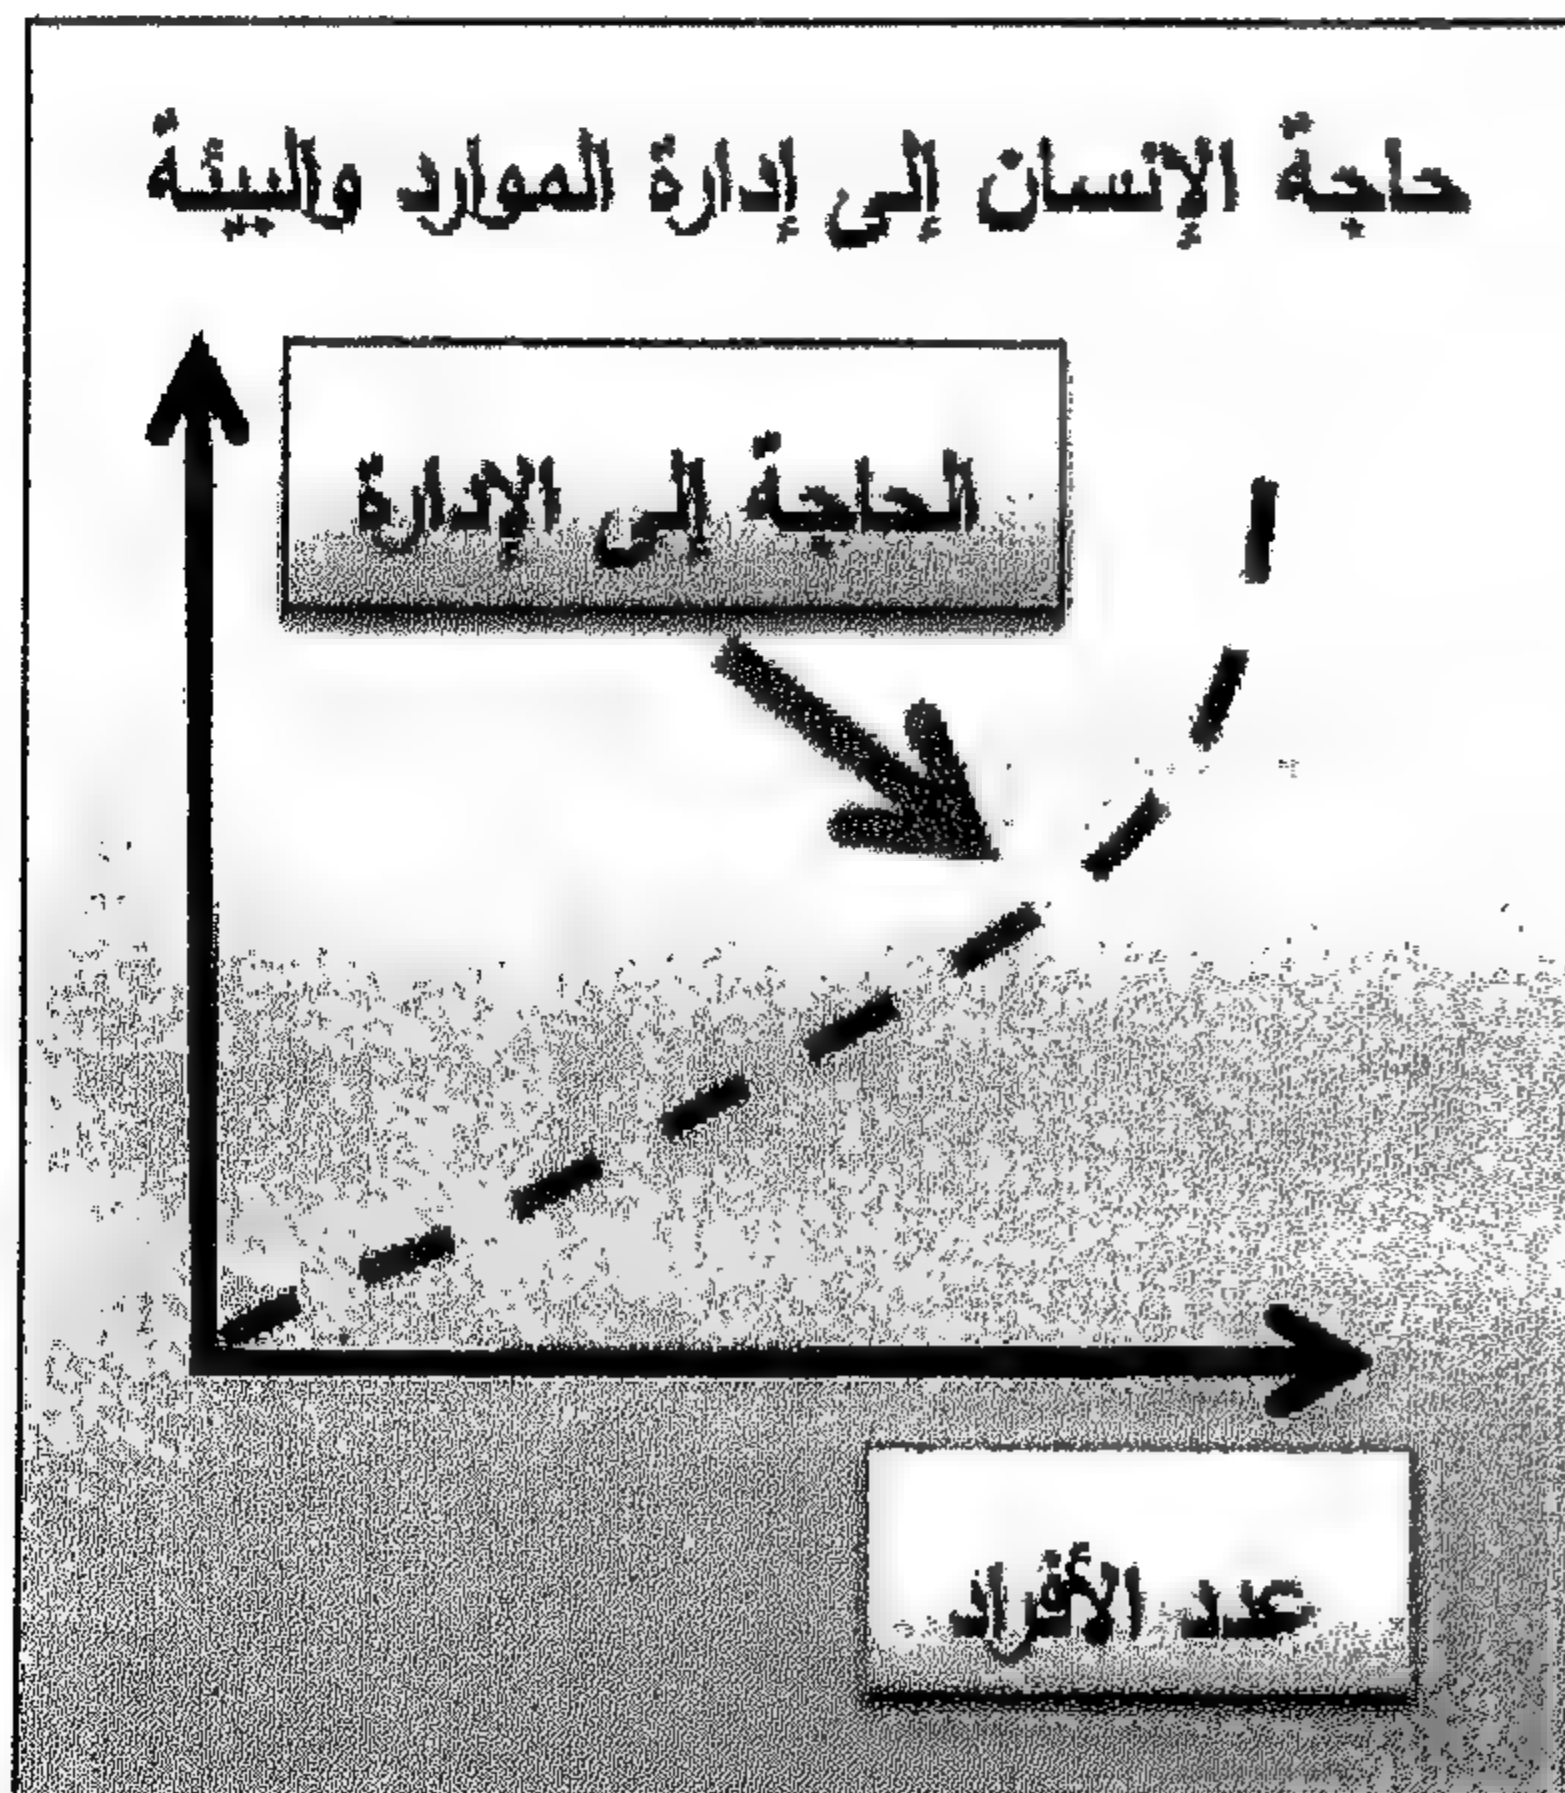 حاجة الإنسان إلى إدارة الموارد والبيئة
الحاجة إلى الإدارة
عدد الأفراد